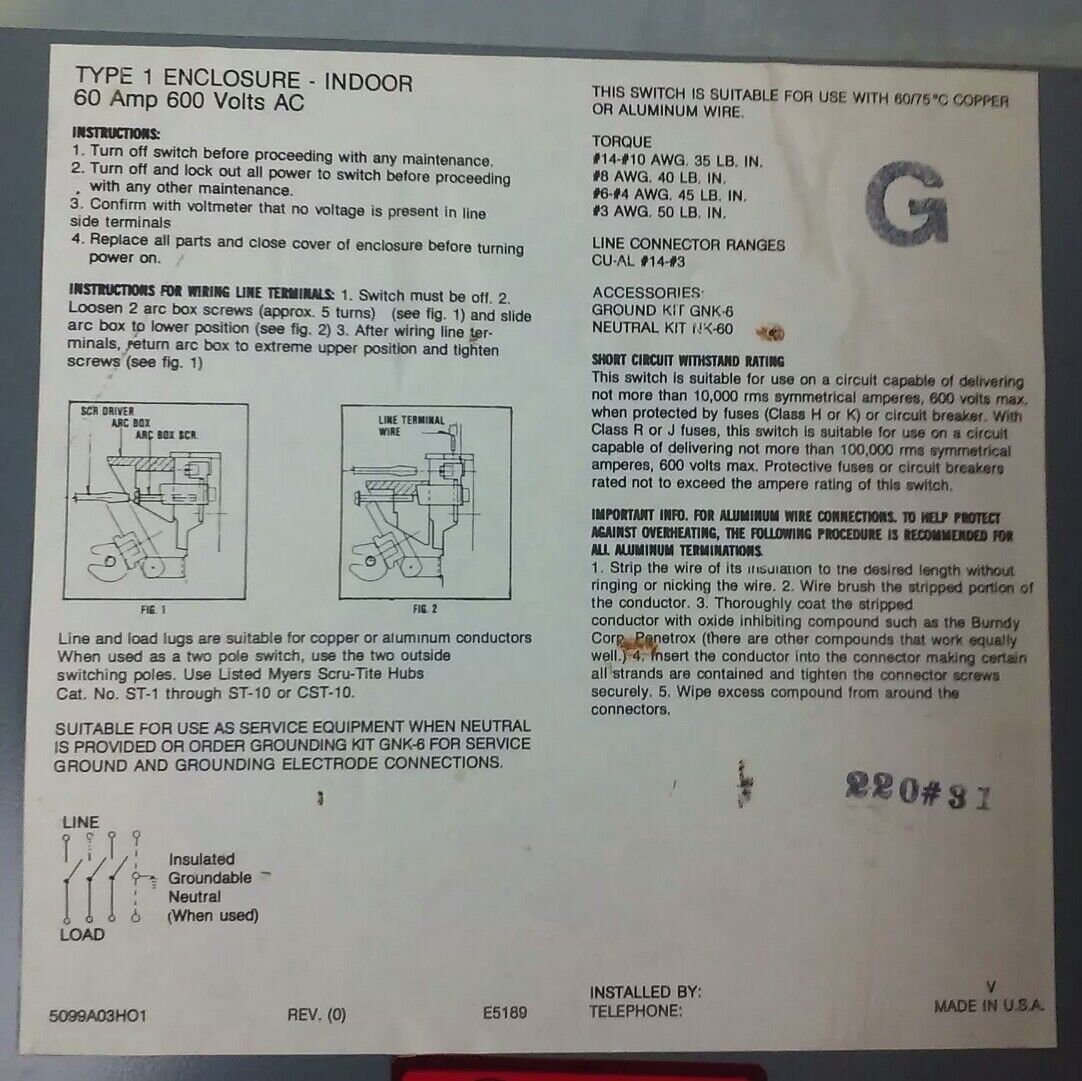 TYPE 1 ENCLOSURE - INDOOR
60 Amp 600 Volts AC
INSTRUCTIONS:
1. Turn off switch before proceeding with any maintenance.
2. Turn off and lock out all power to switch before proceeding
with any other maintenance.
3. Confirm with voltmeter that no voltage is present in line
side terminals
4. Replace all parts and close cover of enclosure before turning
power on.
INSTRUCTIONS FOR WIRING LINE TERMINALS: 1. Switch must be off. 2.
Loosen 2 arc box screws (approx. 5 turns) (see fig. 1) and slide
arc box to lower position (see fig. 2) 3. After wiring line ter-
minals, return arc box to extreme upper position and tighten
screws (see fig. 1)
SCR DRIVER
ARC BOX
ARC BOX SCR.
FIG. 1
LINE TERMINAL
WIRE
FIG. 2
Line and load lugs are suitable for copper or aluminum conductors
When used as a two pole switch, use the two outside
switching poles. Use Listed Myers Scru-Tite Hubs
Cat. No. ST-1 through ST-10 or CST-10.
SUITABLE FOR USE AS SERVICE EQUIPMENT WHEN NEUTRAL
IS PROVIDED OR ORDER GROUNDING KIT GNK-6 FOR SERVICE
GROUND AND GROUNDING ELECTRODE CONNECTIONS.
LINE
Insulated
Groundable
Neutral
(When used)
LOAD
5099A03HO1
REV. (0)
E5189
THIS SWITCH IS SUITABLE FOR USE WITH 60/75°C COPPER
OR ALUMINUM WIRE.
TORQUE
#14-#10 AWG. 35 LB. IN.
#8 AWG. 40 LB. IN.
#6-#4 AWG. 45 LB. IN.
#3 AWG. 50 LB. IN.
G
LINE CONNECTOR RANGES
CU-AL #14-#3
ACCESSORIES:
GROUND KIT GNK-6
NEUTRAL KIT NK-60
SHORT CIRCUIT WITHSTAND RATING
This switch is suitable for use on a circuit capable of delivering
not more than 10,000 rms symmetrical amperes, 600 volts max.
when protected by fuses (Class H or K) or circuit breaker. With
Class R or J fuses, this switch is suitable for use on a circuit
capable of delivering not more than 100,000 rms symmetrical
amperes, 600 volts max. Protective fuses or circuit breakers
rated not to exceed the ampere rating of this switch.
IMPORTANT INFO. FOR ALUMINUM WIRE CONNECTIONS. TO HELP PROTECT
AGAINST OVERHEATING, THE FOLLOWING PROCEDURE IS RECOMMENDED FOR
ALL ALUMINUM TERMINATIONS
1. Strip the wire of its insulation to the desired length without
ringing or nicking the wire. 2. Wire brush the stripped portion of
the conductor. 3. Thoroughly coat the stripped
conductor with oxide inhibiting compound such as the Burndy
Corp. Penetrox (there are other compounds that work equally
well.) 4. Insert the conductor into the connector making certain
all strands are contained and tighten the connector screws
securely. 5. Wipe excess compound from around the
connectors.
220#31
INSTALLED BY:
TELEPHONE:
V
MADE IN U.S.A.